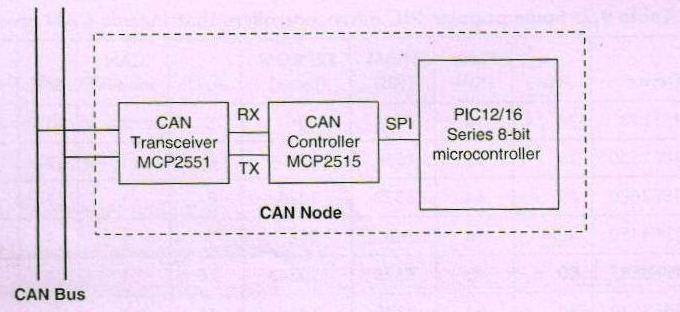 CAN
Transceiver
MCP2551
RX
TX
CAN
Controller
MCP2515
SPI
PIC12/16
Series 8-bit
microcontroller
CAN Node
CAN Bus